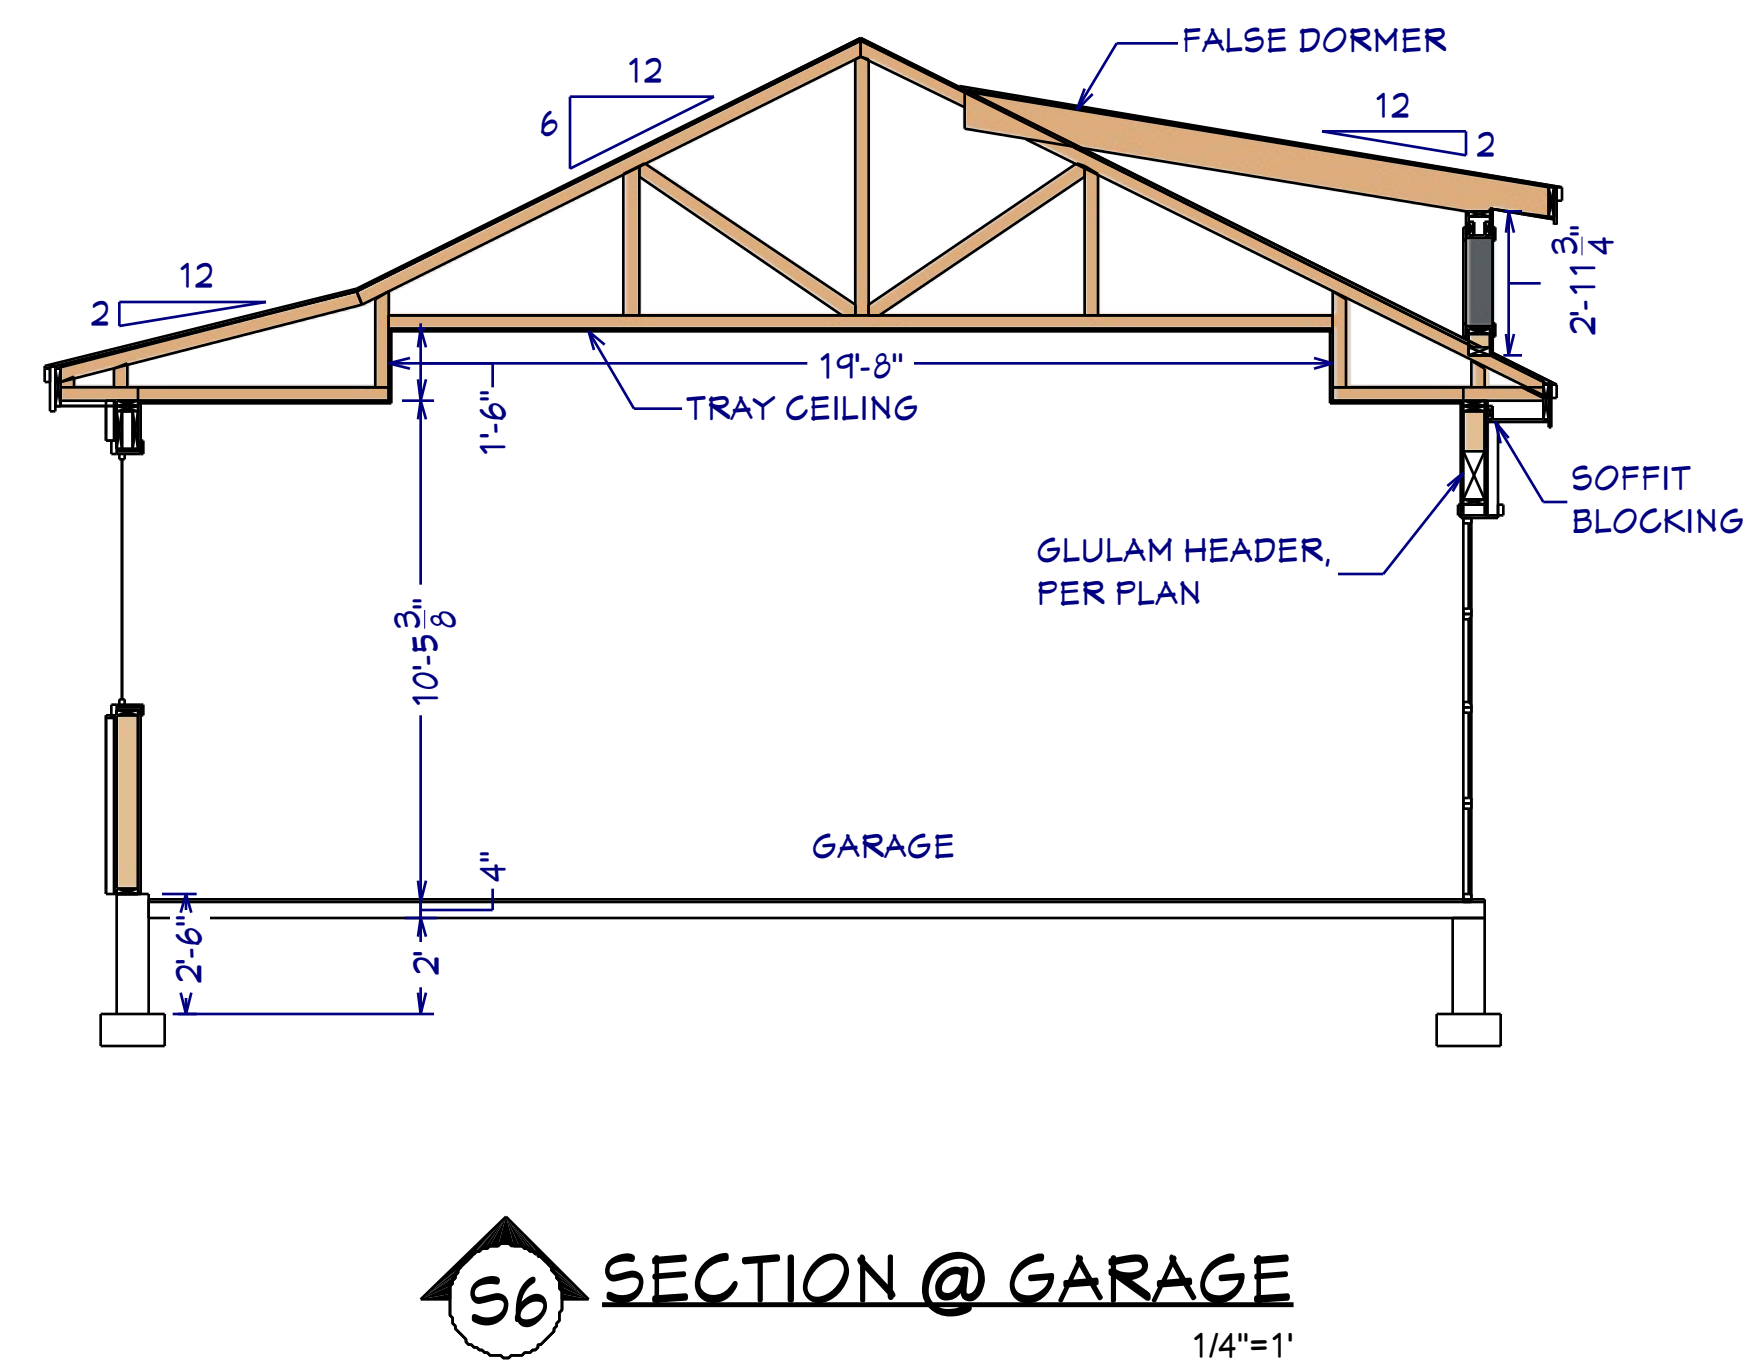 FALSE DORMER
12
6
12
2
12
2
2'-11 3/4"
19'-8"
TRAY CEILING
1'-6"
SOFFIT
BLOCKING
GLULAM HEADER,
PER PLAN
10'-5 3/8"
GARAGE
4"
2'-6"
2'
S6
SECTION @ GARAGE
1/4"=1'